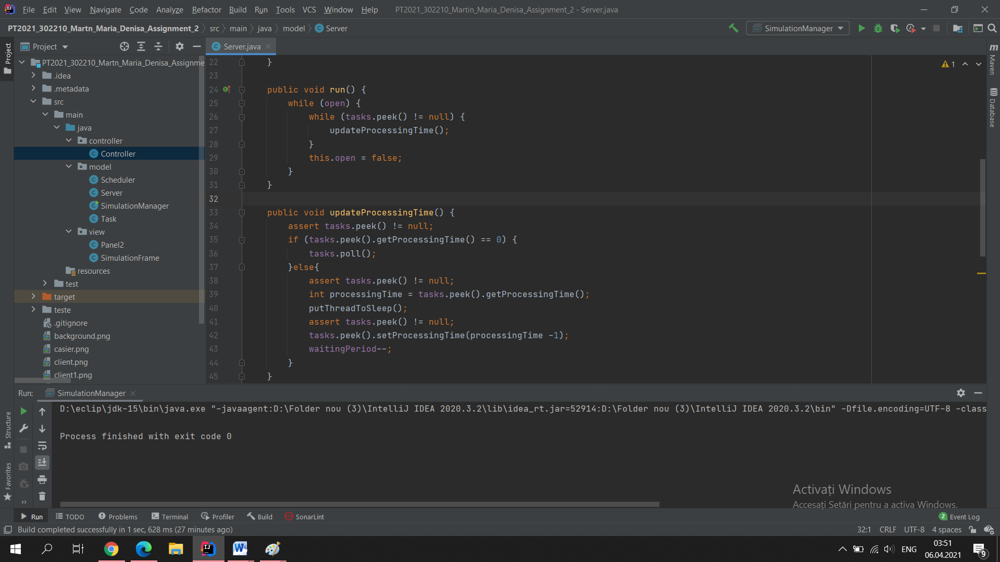 File Edit View Navigate Code Analyze Refactor Build Run Tools VCS Window Help PT2021_302210_Martin_Maria_Denisa_Assignment_2 - Server.java
PT2021_302210_Martn_Maria_Denisa_Assignment_2 src main java model Server SimulationManager
Project
Server.java
PT2021_302210_Martn_Maria_Denisa_Assignme
.idea
.metadata
src
main
java
controller
Controller
model
Scheduler
Server
SimulationManager
Task
view
Panel2
SimulationFrame
resources
test
target
teste
.gitignore
background.png
casier.png
client.png
client1.png
22 }
23
24 public void run() {
25 while (open) {
26 while (tasks.peek() != null) {
27 updateProcessingTime();
28 }
29 this.open = false;
30 }
31 }
32
33 public void updateProcessingTime() {
34 assert tasks.peek() != null;
35 if (tasks.peek().getProcessingTime() == 0) {
36 tasks.poll();
37 }else{
38 assert tasks.peek() != null;
39 int processingTime = tasks.peek().getProcessingTime();
40 putThreadToSleep();
41 assert tasks.peek() != null;
42 tasks.peek().setProcessingTime(processingTime -1);
43 waitingPeriod--;
44 }
45 }
1
Project
Structure
Favorites
Maven
Database
Run: SimulationManager
D:\eclip\jdk-15\bin\java.exe "-javaagent:D:\Folder nou (3)\IntelliJ IDEA 2020.3.2\lib\idea_rt.jar=52914:D:\Folder nou (3)\IntelliJ IDEA 2020.3.2\bin" -Dfile.encoding=UTF-8 -class
Process finished with exit code 0
Activați Windows
Accesați Setări pentru a activa Windows.
Run TODO Problems Terminal Profiler Build SonarLint 2 Event Log
Build completed successfully in 1 sec, 628 ms (27 minutes ago) 32:1 CRLF UTF-8 4 spaces
ENG
03:51
06.04.2021
9